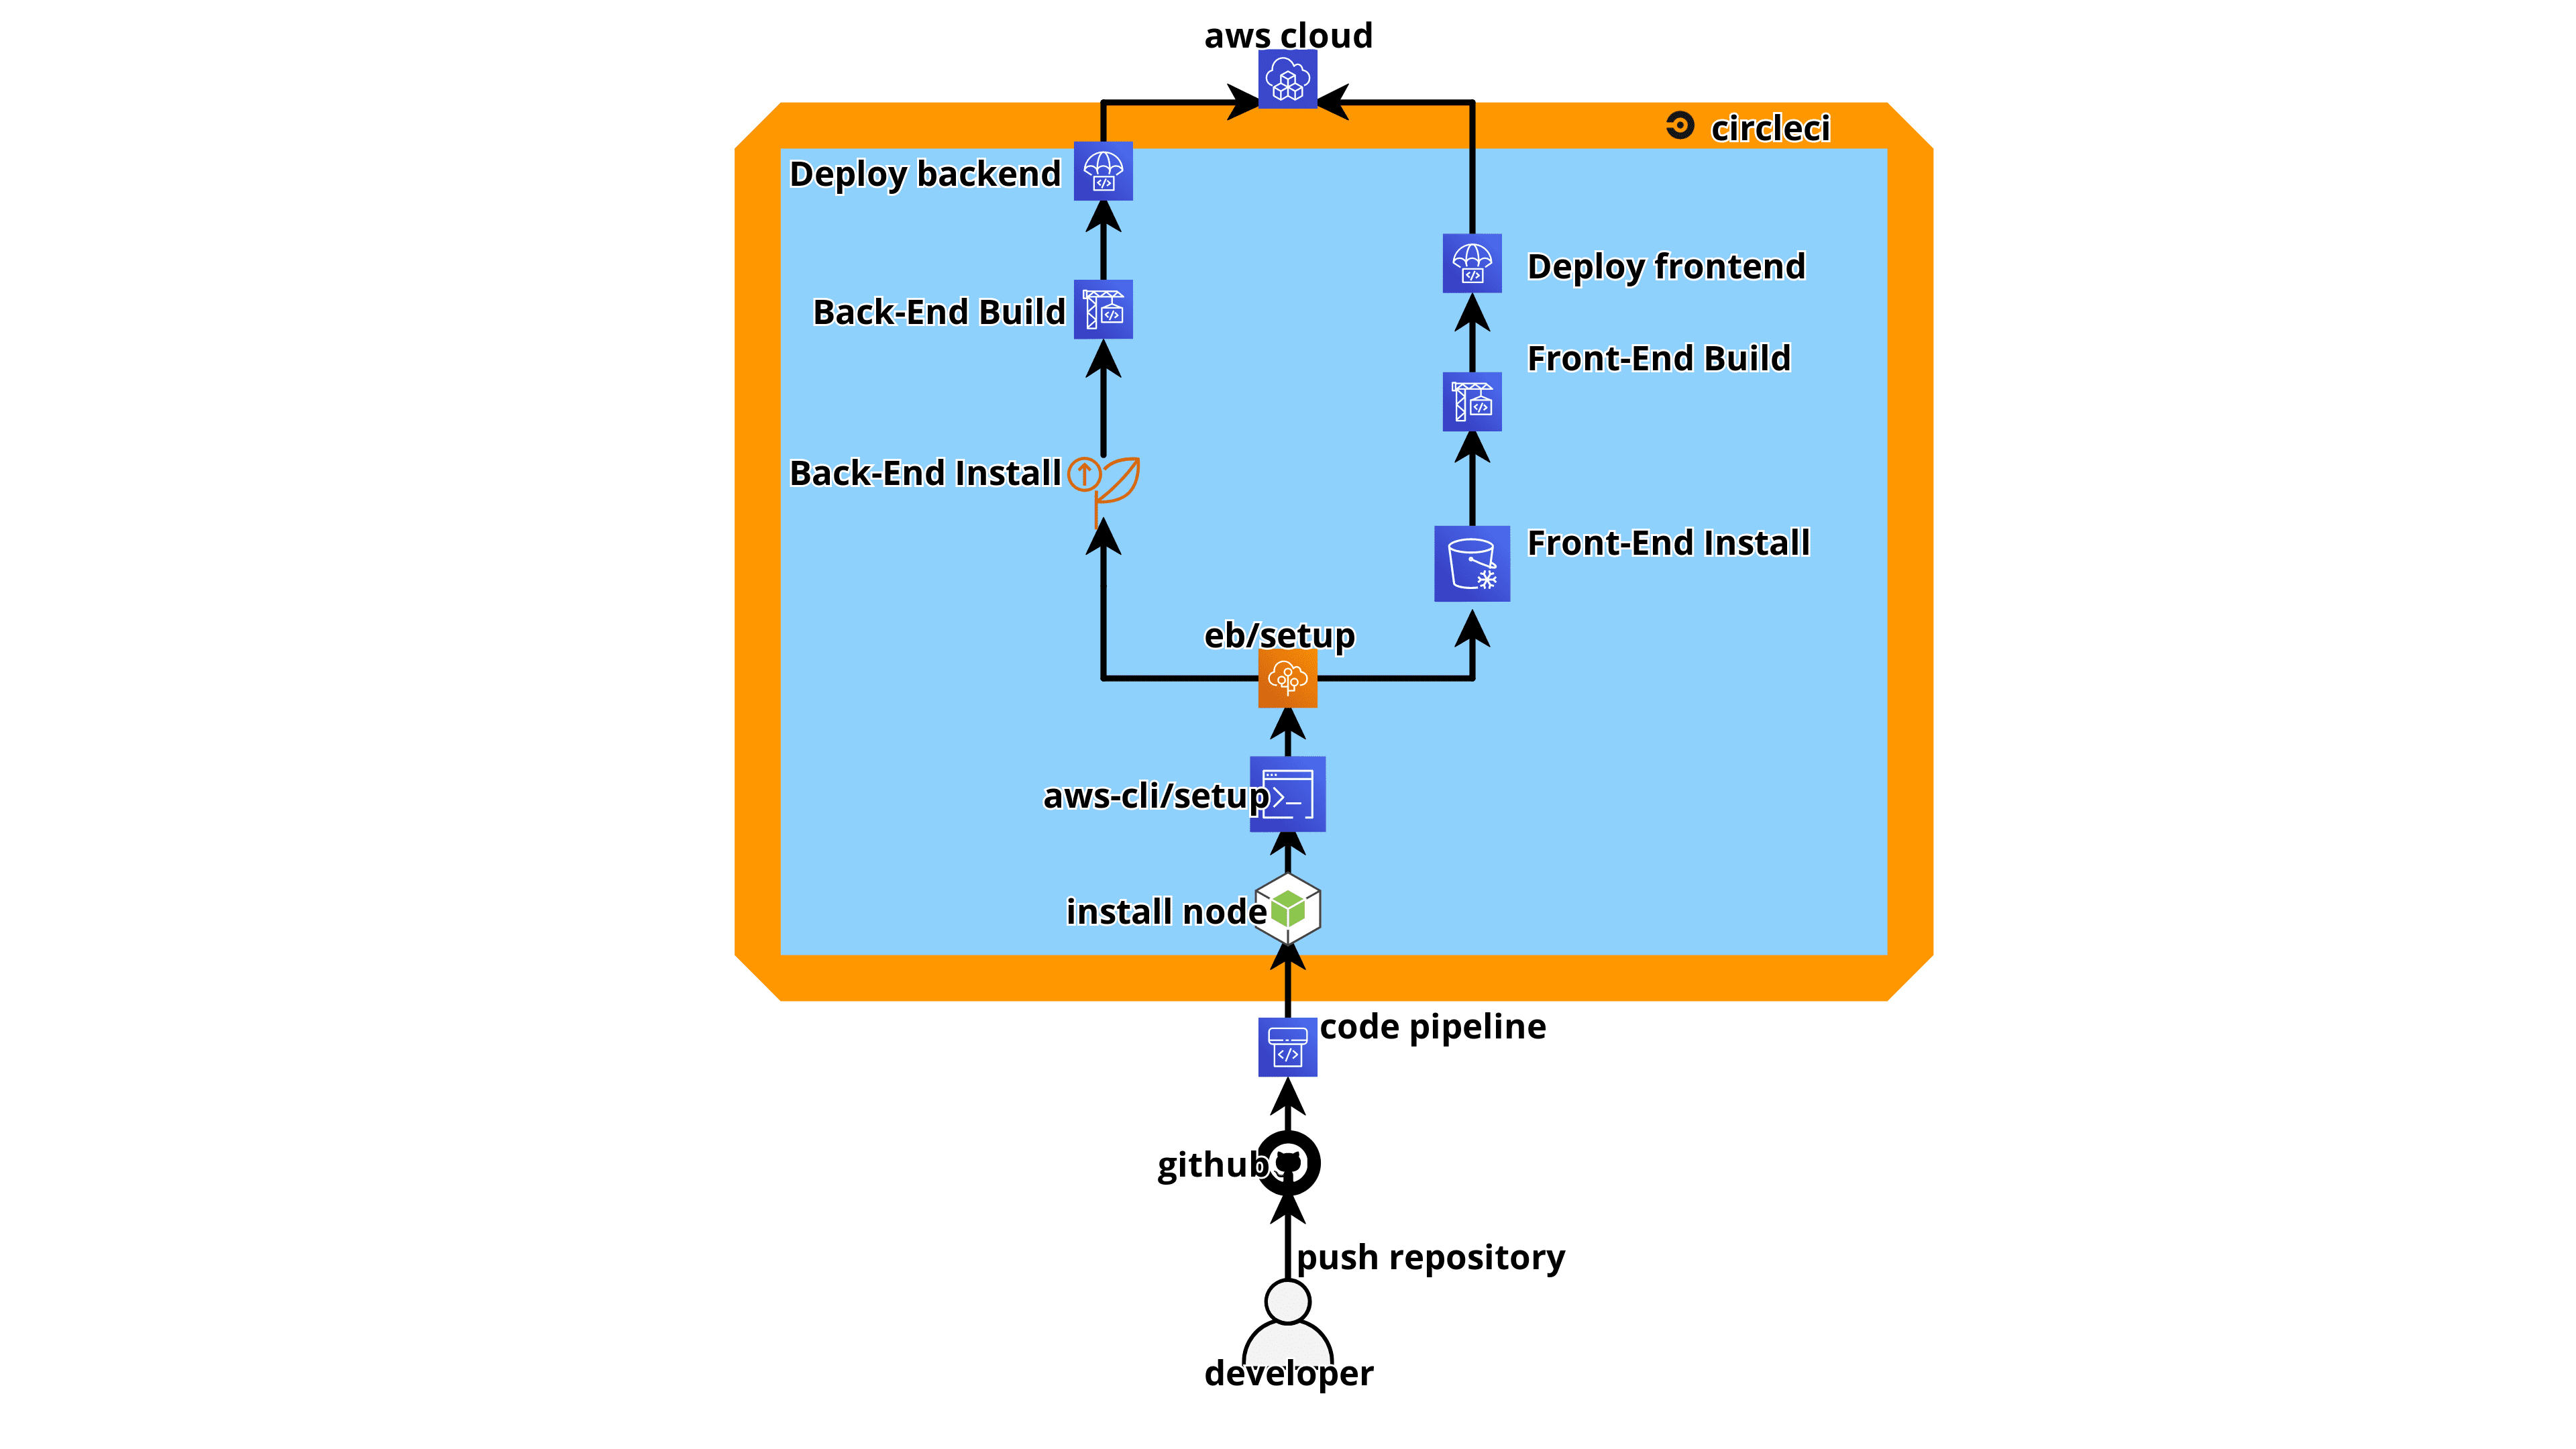 aws cloud
circleci
Deploy backend
Deploy frontend
Back-End Build
Front-End Build
Back-End Install
Front-End Install
eb/setup
aws-cli/setup
install node
code pipeline
github
push repository
developer